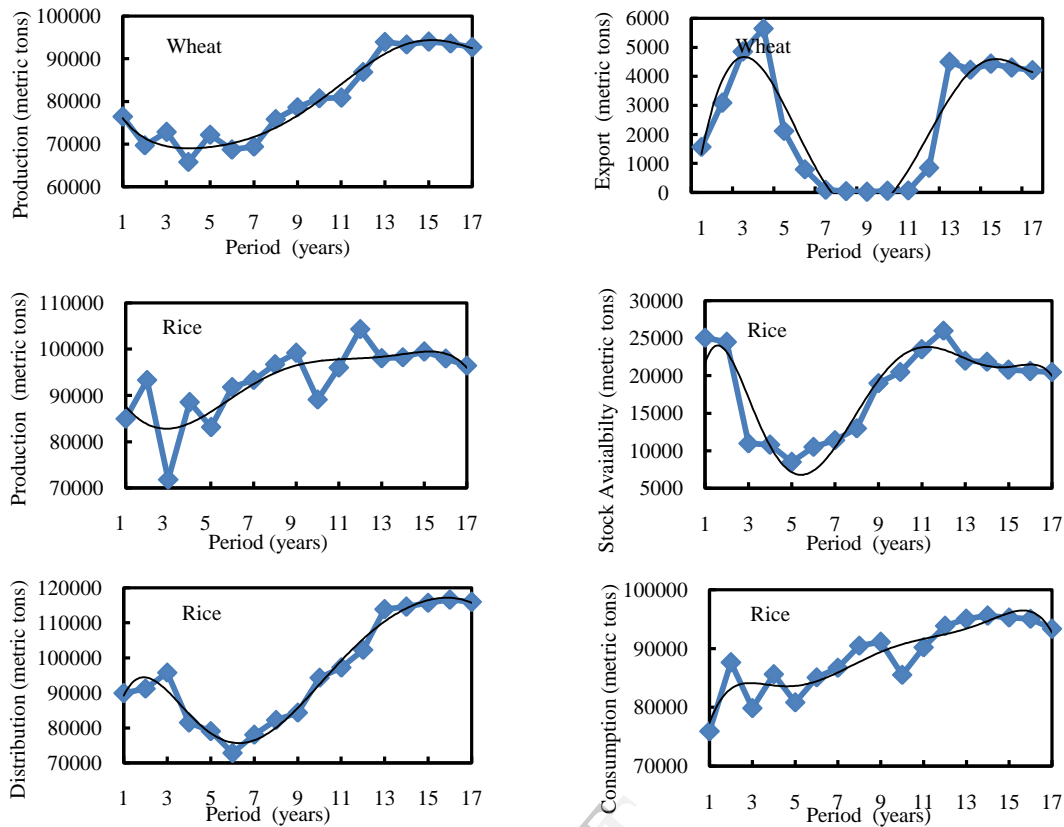 Production (metric tons)
100000
90000
80000
70000
60000
Wheat
1 3 5 7 9 11 13 15 17
Period (years)
Export (metric tons)
6000
5000
4000
3000
2000
1000
0
Wheat
1 3 5 7 9 11 13 15 17
Period (years)
Production (metric tons)
110000
100000
90000
80000
70000
Rice
1 3 5 7 9 11 13 15 17
Period (years)
Stock Avaialbilty (metric tons)
30000
25000
20000
15000
10000
5000
Rice
1 3 5 7 9 11 13 15 17
Period (years)
Distribution (metric tons)
120000
110000
100000
90000
80000
70000
Rice
1 3 5 7 9 11 13 15 17
Period (years)
Consumption (metric tons)
100000
90000
80000
70000
Rice
1 3 5 7 9 11 13 15 17
Period (years)